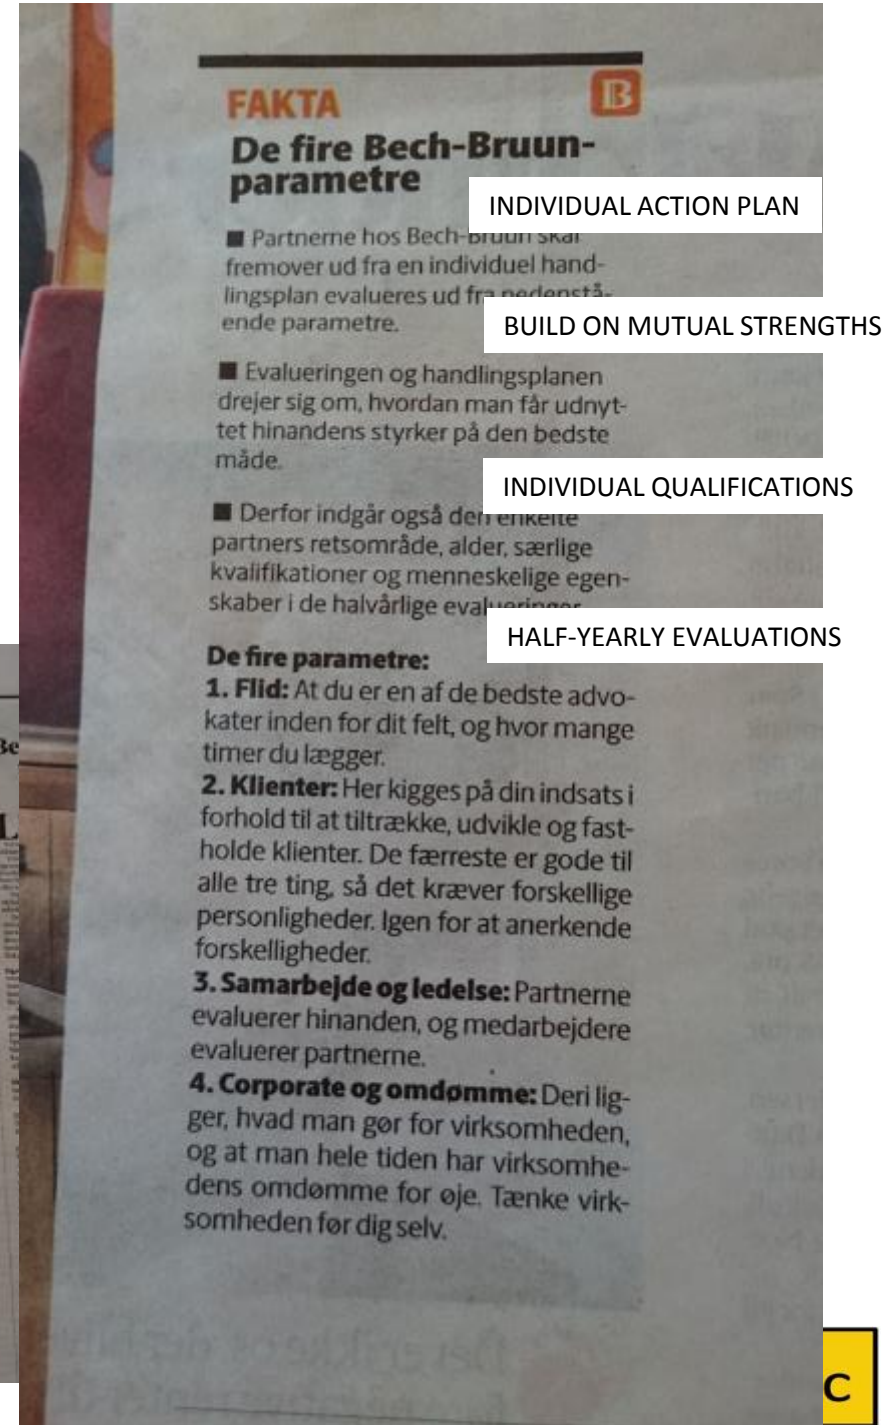 FAKTA
B
De fire Bech-Bruun-
parametre
INDIVIDUAL ACTION PLAN
■ Partnerne hos Bech-Bruun skal
fremover ud fra en individuel hand-
lingsplan evalueres ud fra nedenstå-
ende parametre.
BUILD ON MUTUAL STRENGTHS
■ Evalueringen og handlingsplanen
drejer sig om, hvordan man får udnyt-
tet hinandens styrker på den bedste
måde.
INDIVIDUAL QUALIFICATIONS
■ Derfor indgår også den enkelte
partners retsområde, alder, særlige
kvalifikationer og menneskelige egen-
skaber i de halvårlige evalueringer
HALF-YEARLY EVALUATIONS
De fire parametre:
1. Flid: At du er en af de bedste advo-
kater inden for dit felt, og hvor mange
timer du lægger.
2. Klienter: Her kigges på din indsats i
forhold til at tiltrække, udvikle og fast-
holde klienter. De færreste er gode til
alle tre ting, så det kræver forskellige
personligheder. Igen for at anerkende
forskelligheder.
3. Samarbejde og ledelse: Partnerne
evaluerer hinanden, og medarbejdere
evaluerer partnerne.
4. Corporate og omdømme: Deri lig-
ger, hvad man gør for virksomheden,
og at man hele tiden har virksomhe-
dens omdømme for øje. Tænke virk-
somheden før dig selv.
C